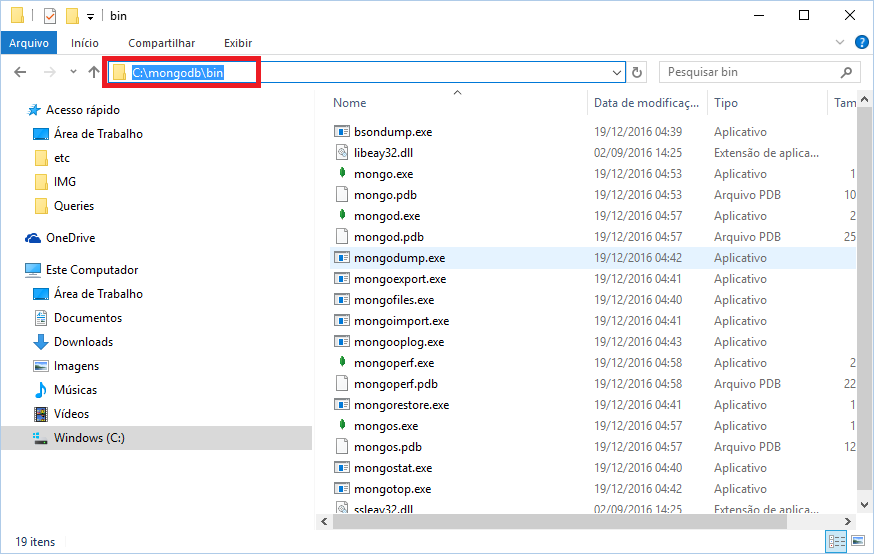 bin
Arquivo Início Compartilhar Exibir
C:\mongodb\bin
Pesquisar bin
Acesso rápido
Área de Trabalho
etc
IMG
Queries
OneDrive
Este Computador
Área de Trabalho
Documentos
Downloads
Imagens
Músicas
Vídeos
Windows (C:)
Nome Data de modificaç... Tipo Tam
bsondump.exe 19/12/2016 04:39 Aplicativo
libeay32.dll 02/09/2016 14:25 Extensão de aplica...
mongo.exe 19/12/2016 04:53 Aplicativo 1
mongo.pdb 19/12/2016 04:53 Arquivo PDB 10
mongod.exe 19/12/2016 04:57 Aplicativo 2
mongod.pdb 19/12/2016 04:57 Arquivo PDB 25
mongodump.exe 19/12/2016 04:42 Aplicativo
mongoexport.exe 19/12/2016 04:41 Aplicativo
mongofiles.exe 19/12/2016 04:40 Aplicativo
mongoimport.exe 19/12/2016 04:41 Aplicativo
mongooplog.exe 19/12/2016 04:43 Aplicativo
mongoperf.exe 19/12/2016 04:58 Aplicativo 2
mongoperf.pdb 19/12/2016 04:58 Arquivo PDB 22
mongorestore.exe 19/12/2016 04:41 Aplicativo 1
mongos.exe 19/12/2016 04:57 Aplicativo 1
mongos.pdb 19/12/2016 04:57 Arquivo PDB 12
mongostat.exe 19/12/2016 04:40 Aplicativo
mongotop.exe 19/12/2016 04:42 Aplicativo
ssleay32.dll 02/09/2016 14:25 Extensão de aplica...
19 itens